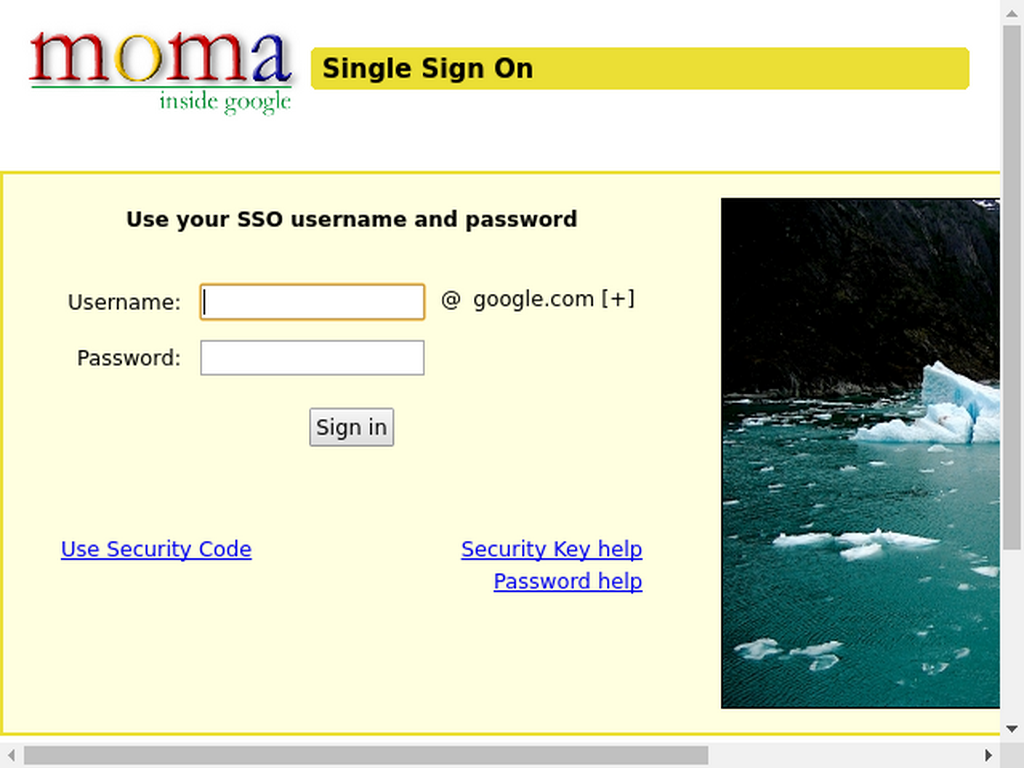 moma
inside google
Single Sign On
Use your SSO username and password
Username: @ google.com [+]
Password:
Sign in
Use Security Code
Security Key help
Password help